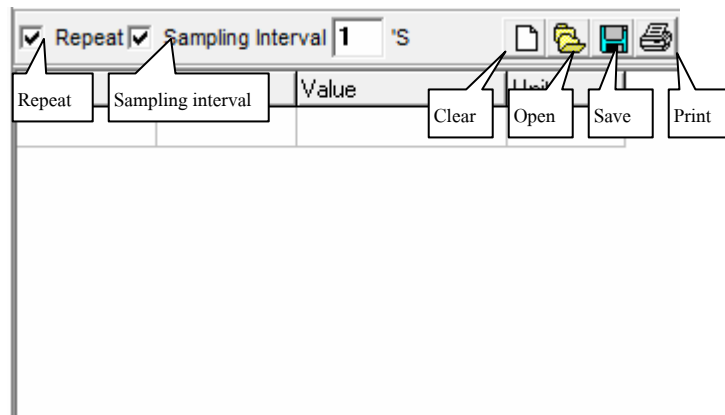 Repeat Sampling Interval 1 'S
Value
Repeat
Sampling interval
Clear
Open
Save
Print